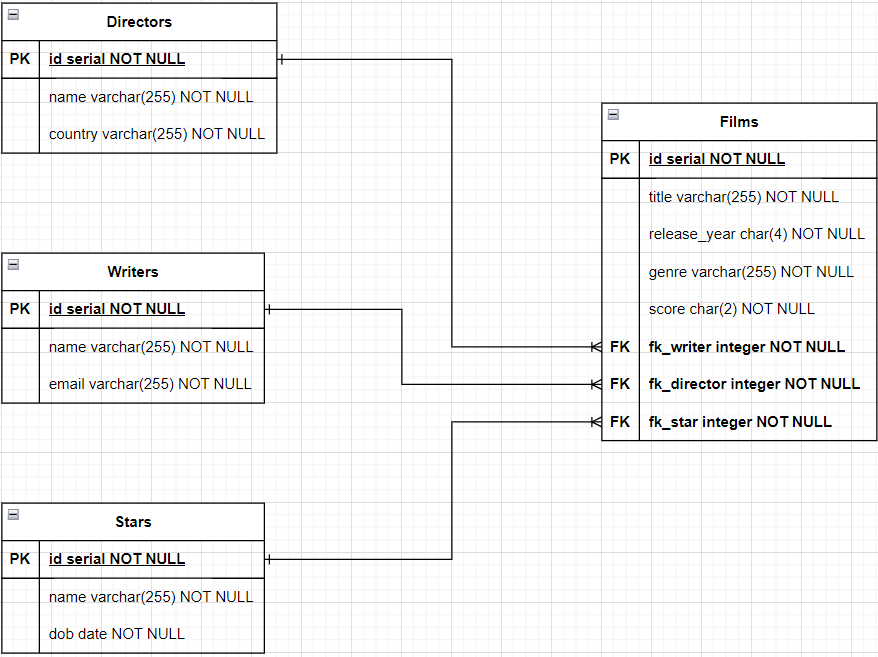 Directors
PK id serial NOT NULL
name varchar(255) NOT NULL
country varchar(255) NOT NULL
Writers
PK id serial NOT NULL
name varchar(255) NOT NULL
email varchar(255) NOT NULL
Stars
PK id serial NOT NULL
name varchar(255) NOT NULL
dob date NOT NULL
Films
PK id serial NOT NULL
title varchar(255) NOT NULL
release_year char(4) NOT NULL
genre varchar(255) NOT NULL
score char(2) NOT NULL
FK fk_writer integer NOT NULL
FK fk_director integer NOT NULL
FK fk_star integer NOT NULL